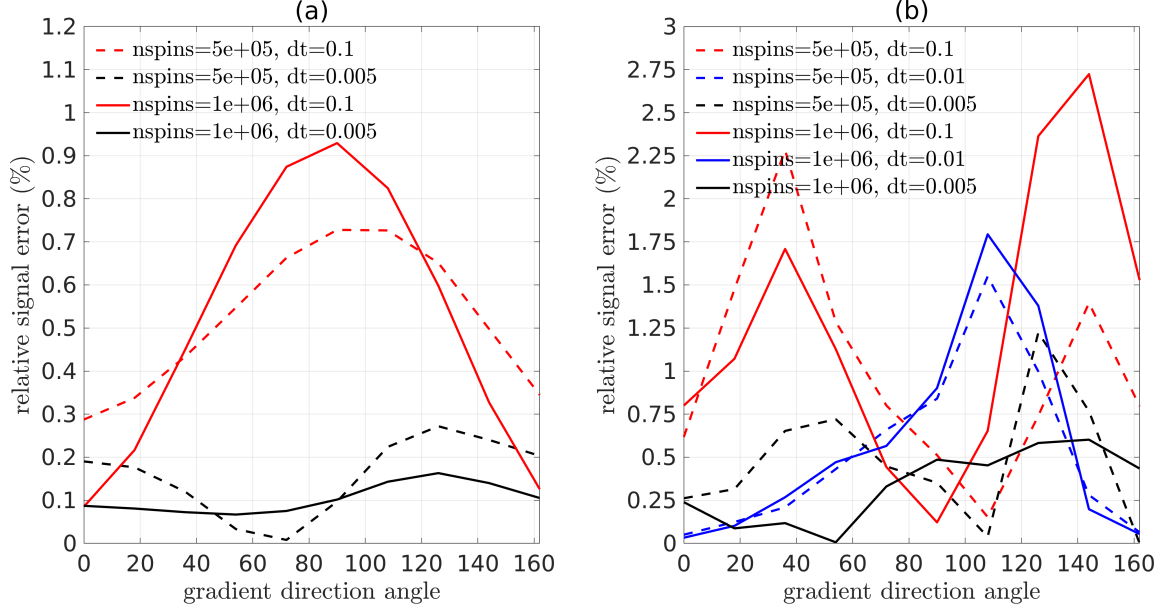 (a)
1.2
1.1
1
0.9
0.8
0.7
0.6
0.5
0.4
0.3
0.2
0.1
0
relative signal error (%)
nspins=5e+05, dt=0.1
nspins=5e+05, dt=0.005
nspins=1e+06, dt=0.1
nspins=1e+06, dt=0.005
0 20 40 60 80 100 120 140 160
gradient direction angle
(b)
3
2.75
2.5
2.25
2
1.75
1.5
1.25
1
0.75
0.5
0.25
0
relative signal error (%)
nspins=5e+05, dt=0.1
nspins=5e+05, dt=0.01
nspins=5e+05, dt=0.005
nspins=1e+06, dt=0.1
nspins=1e+06, dt=0.01
nspins=1e+06, dt=0.005
0 20 40 60 80 100 120 140 160
gradient direction angle